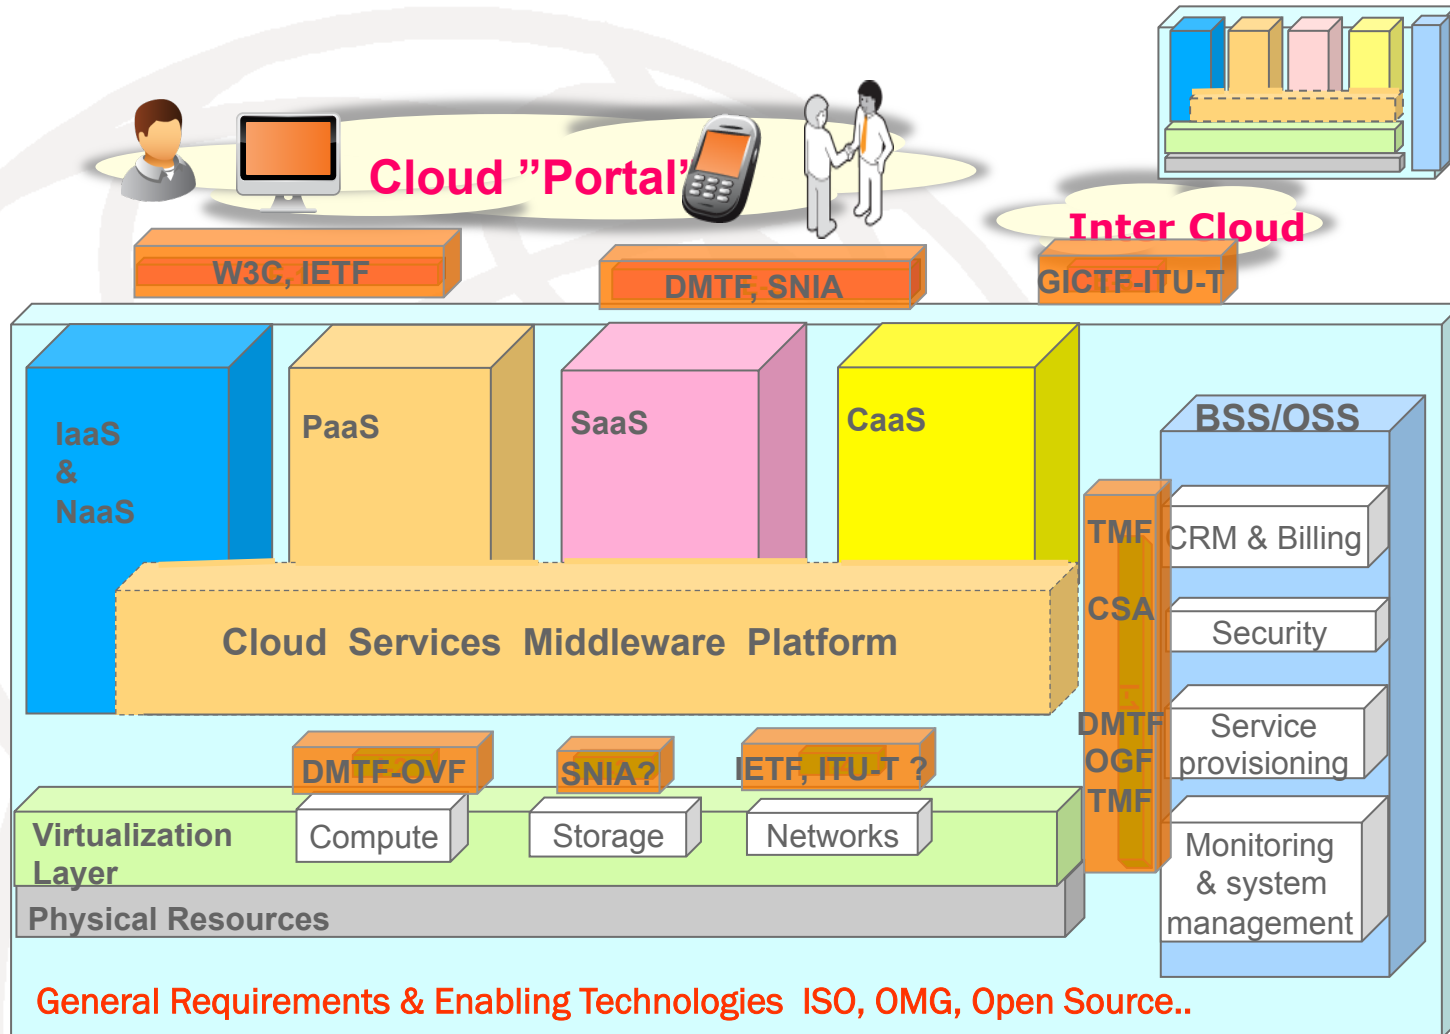 Cloud ”Portal”
Inter Cloud
W3C, IETF
DMTF, SNIA
GICTF-ITU-T
IaaS
&
NaaS
PaaS
SaaS
CaaS
BSS/OSS
TMF
CRM & Billing
CSA
Security
Cloud Services Middleware Platform
DMTF
OGF
TMF
Service
provisioning
DMTF-OVF
SNIA?
IETF, ITU-T ?
Virtualization
Layer
Compute
Storage
Networks
Monitoring
& system
management
Physical Resources
General Requirements & Enabling Technologies ISO, OMG, Open Source..